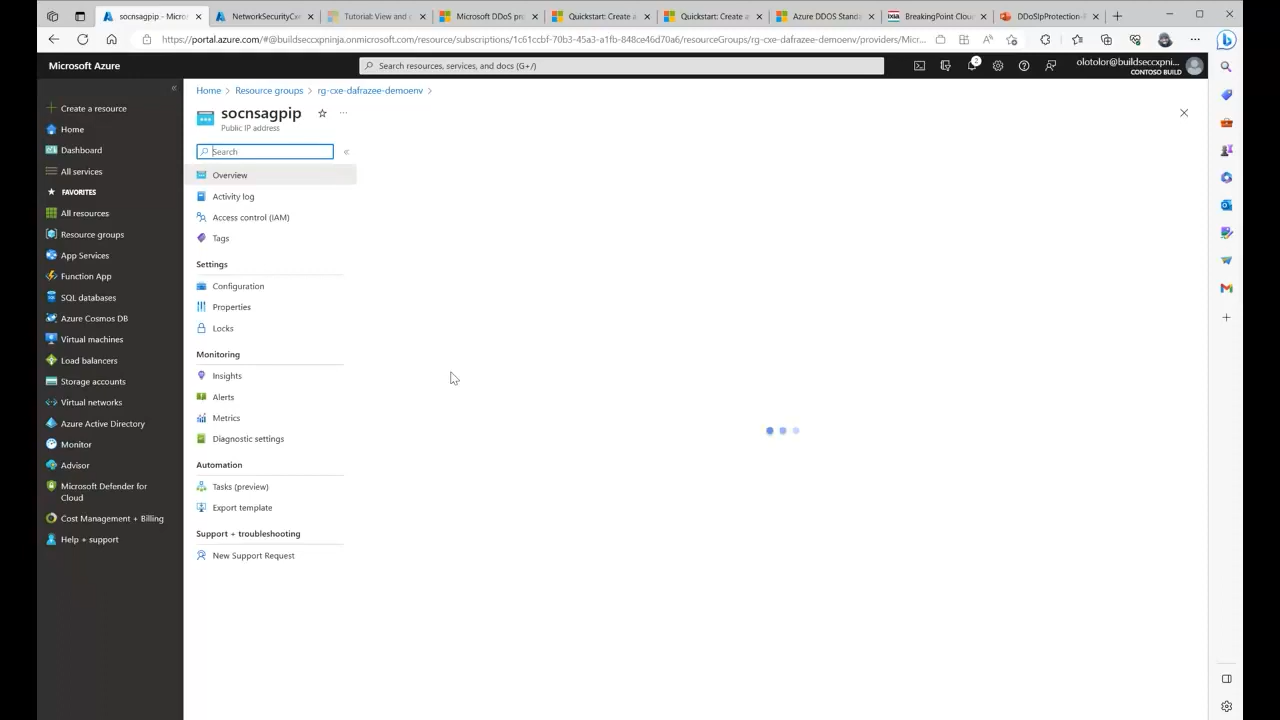 socnsagpip - Micros
NetworkSecurityCxe
Tutorial: View and c
Microsoft DDoS pro
Quickstart: Create a
Quickstart: Create a
Azure DDOS Standa
BreakingPoint Cloud
DDoSIpProtection-P
https://portal.azure.com/#@buildseccxpninja.onmicrosoft.com/resource/subscriptions/1c61ccbf-70b3-45a3-a1fb-848ce46d70a6/resourceGroups/rg-cxe-dafrazee-demoenv/providers/Micr...
Microsoft Azure
Search resources, services, and docs (G+/)
2
olotolor@buildseccxpni...
CONTOSO BUILD
Create a resource
Home
Dashboard
All services
FAVORITES
All resources
Resource groups
App Services
Function App
SQL databases
Azure Cosmos DB
Virtual machines
Load balancers
Storage accounts
Virtual networks
Azure Active Directory
Monitor
Advisor
Microsoft Defender for
Cloud
Cost Management + Billing
Help + support
Home > Resource groups > rg-cxe-dafrazee-demoenv >
socnsagpip
Public IP address
Search
Overview
Activity log
Access control (IAM)
Tags
Settings
Configuration
Properties
Locks
Monitoring
Insights
Alerts
Metrics
Diagnostic settings
Automation
Tasks (preview)
Export template
Support + troubleshooting
New Support Request